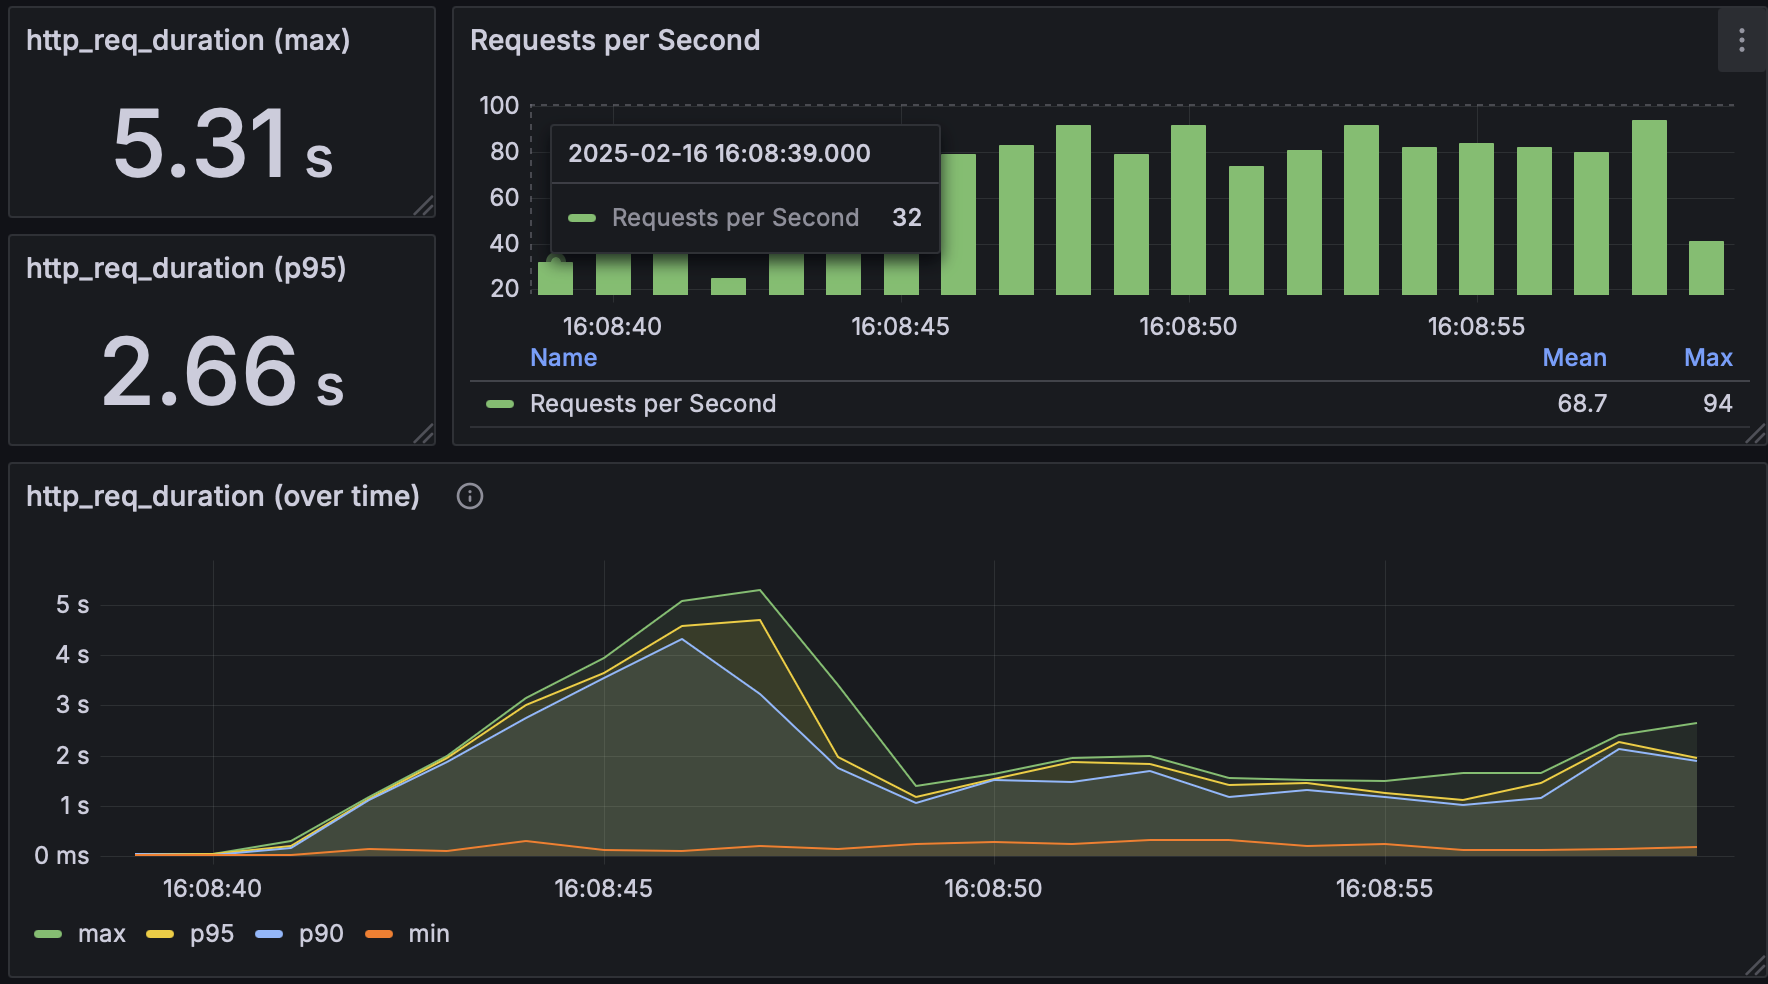 http_req_duration (max)
5.31 s
http_req_duration (p95)
2.66 s
Requests per Second
100
80
60
40
20
2025-02-16 16:08:39.000
Requests per Second 32
16:08:40 16:08:45 16:08:50 16:08:55
Name Mean Max
Requests per Second 68.7 94
http_req_duration (over time)
5 s
4 s
3 s
2 s
1 s
0 ms
16:08:40 16:08:45 16:08:50 16:08:55
max p95 p90 min